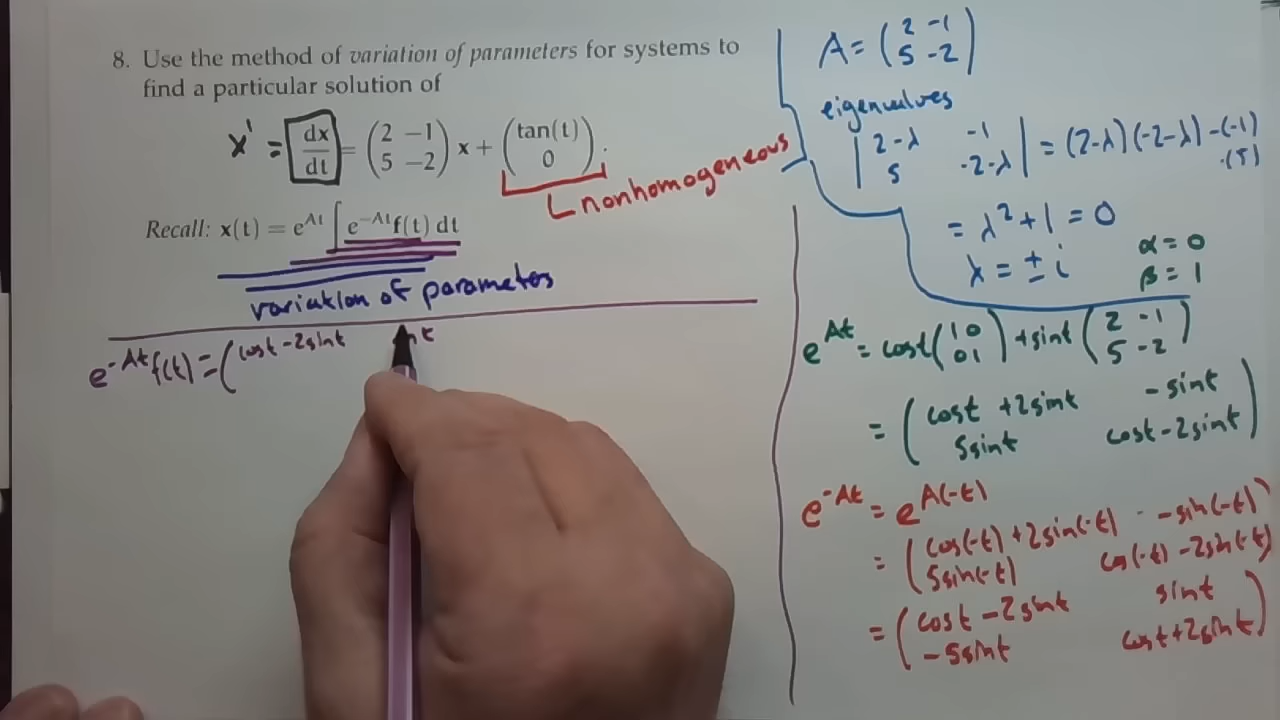 8. Use the method of variation of parameters for systems to
find a particular solution of
x' = dx/dt = (2 -1; 5 -2) x + (tan(t); 0).
nonhomogeneous
Recall: x(t) = e^{At} ∫ e^{-At} f(t) dt
variation of parameters
e^{-At} f(t) = (cost - 2sint
A = (2 -1; 5 -2)
eigenvalues
|2-λ -1; 5 -2-λ| = (2-λ)(-2-λ) - (-1)·(5)
= λ² + 1 = 0
λ = ± i
α = 0
β = 1
e^{At} = cost (1 0; 0 1) + sint (2 -1; 5 -2)
= (cost + 2sint -sint; 5sint cost - 2sint)
e^{-At} = e^{A(-t)}
= (cos(-t) + 2sin(-t) -sin(-t); 5sin(-t) cos(-t) - 2sin(-t))
= (cost - 2sint sint; -5sint cost + 2sint)